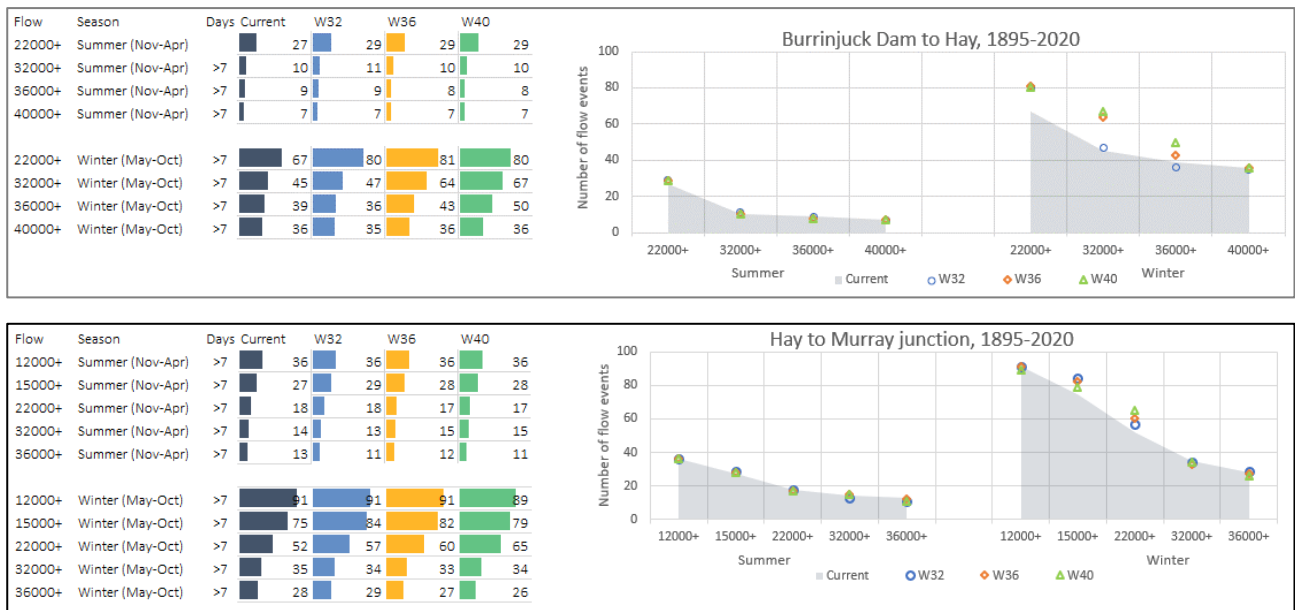 Flow Season Days Current W32 W36 W40
22000+ Summer (Nov-Apr) 27 29 29 29
32000+ Summer (Nov-Apr) >7 10 11 10 10
36000+ Summer (Nov-Apr) >7 9 9 8 8
40000+ Summer (Nov-Apr) >7 7 7 7 7
22000+ Winter (May-Oct) >7 67 80 81 80
32000+ Winter (May-Oct) >7 45 47 64 67
36000+ Winter (May-Oct) >7 39 36 43 50
40000+ Winter (May-Oct) >7 36 35 36 36
Burrinjuck Dam to Hay, 1895-2020
Number of flow events
100
80
60
40
20
0
22000+ 32000+ 36000+ 40000+ 22000+ 32000+ 36000+ 40000+
Summer Winter
Current W32 W36 W40
Flow Season Days Current W32 W36 W40
12000+ Summer (Nov-Apr) >7 36 36 36 36
15000+ Summer (Nov-Apr) >7 27 29 28 28
22000+ Summer (Nov-Apr) >7 18 18 17 17
32000+ Summer (Nov-Apr) >7 14 13 15 15
36000+ Summer (Nov-Apr) >7 13 11 12 11
12000+ Winter (May-Oct) >7 91 91 91 89
15000+ Winter (May-Oct) >7 75 84 82 79
22000+ Winter (May-Oct) >7 52 57 60 65
32000+ Winter (May-Oct) >7 35 34 33 34
36000+ Winter (May-Oct) >7 28 29 27 26
Hay to Murray junction, 1895-2020
Number of flow events
100
80
60
40
20
0
12000+ 15000+ 22000+ 32000+ 36000+ 12000+ 15000+ 22000+ 32000+ 36000+
Summer Winter
Current W32 W36 W40